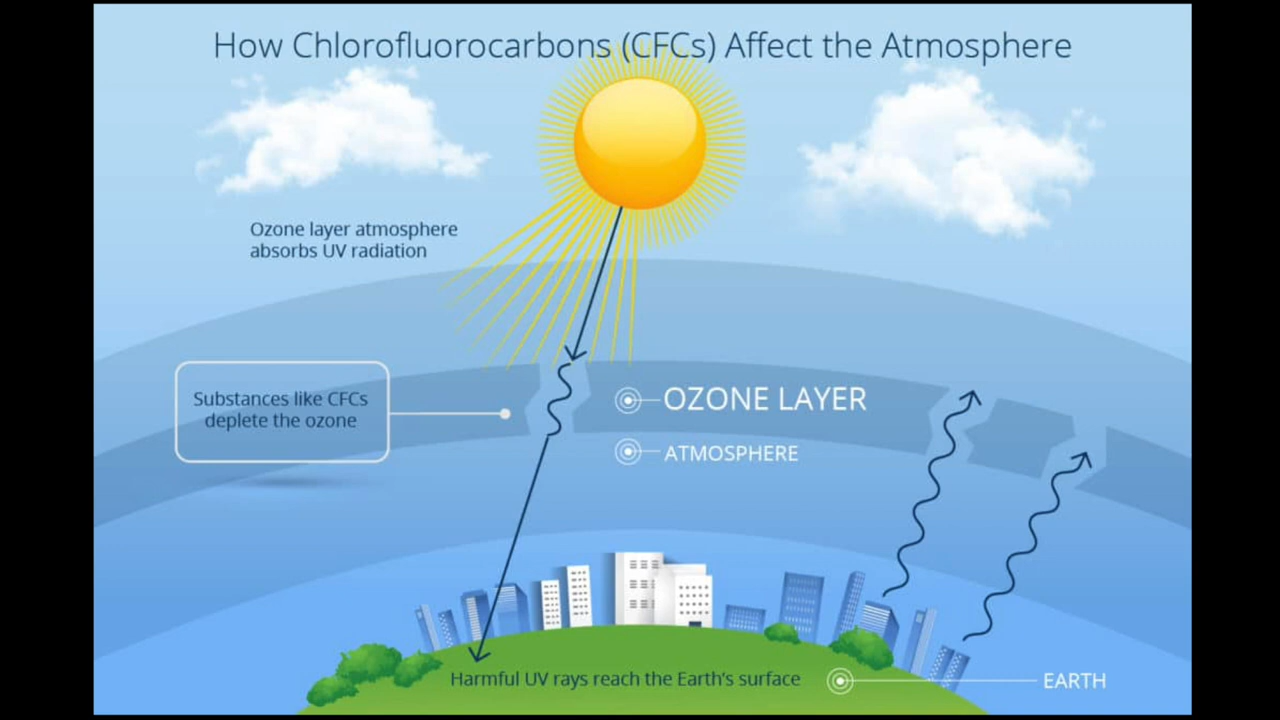 How Chlorofluorocarbons (CFCs) Affect the Atmosphere
Ozone layer atmosphere
absorbs UV radiation
Substances like CFCs
deplete the ozone
OZONE LAYER
ATMOSPHERE
Harmful UV rays reach the Earth's surface
EARTH